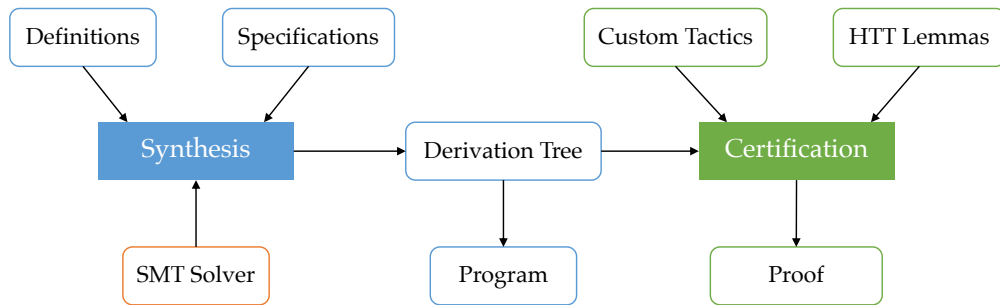 Definitions
Specifications
Custom Tactics
HTT Lemmas
Synthesis
Derivation Tree
Certification
SMT Solver
Program
Proof